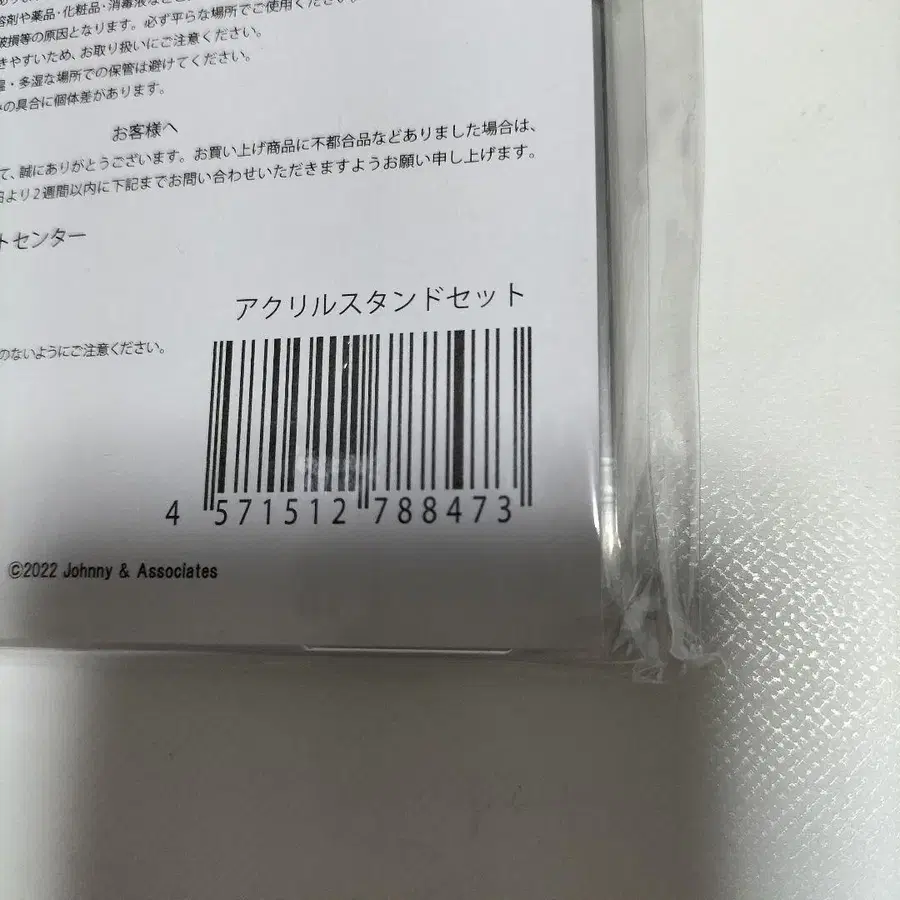 溶剤や薬品・化粧品・消毒液など
破損等の原因となります。必ず平らな場所でご使用ください。
きやすいため、お取り扱いにご注意ください。
湿・多湿な場所での保管は避けてください。
の具合に個体差があります。
お客様へ
て、誠にありがとうございます。お買い上げ商品に不都合品などありました場合は、
より2週間以内に下記までお問い合わせいただきますようお願い申し上げます。
トセンター
アクリルスタンドセット
のないようにご注意ください。
4 571512 788473
©2022 Johnny & Associates